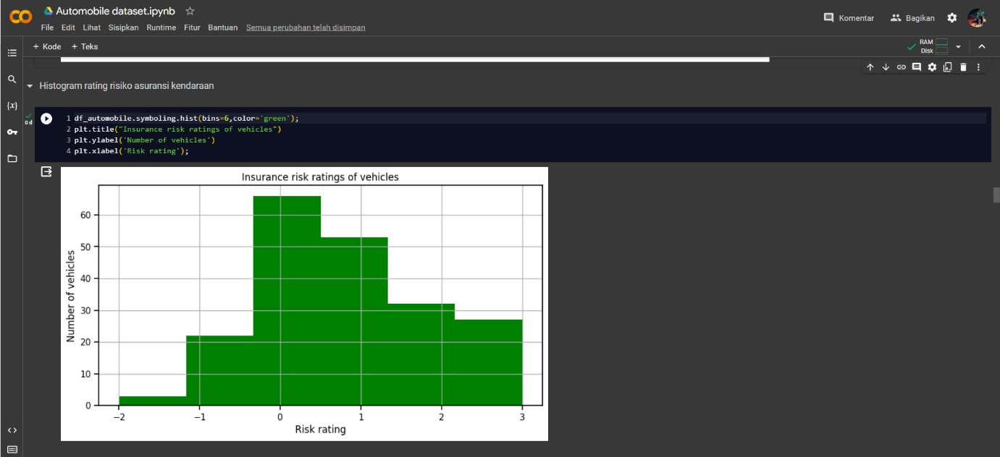 Automobile dataset.ipynb
File Edit Lihat Sisipkan Runtime Fitur Bantuan Semua perubahan telah disimpan
Komentar Bagikan
+ Kode + Teks
RAM
Disk
{x}
Histogram rating risiko asuransi kendaraan
0 d
1 df_automobile.symboling.hist(bins=6,color='green');
2 plt.title("Insurance risk ratings of vehicles")
3 plt.ylabel('Number of vehicles')
4 plt.xlabel('Risk rating');
Insurance risk ratings of vehicles
Number of vehicles
60
50
40
30
20
10
0
−2 −1 0 1 2 3
Risk rating